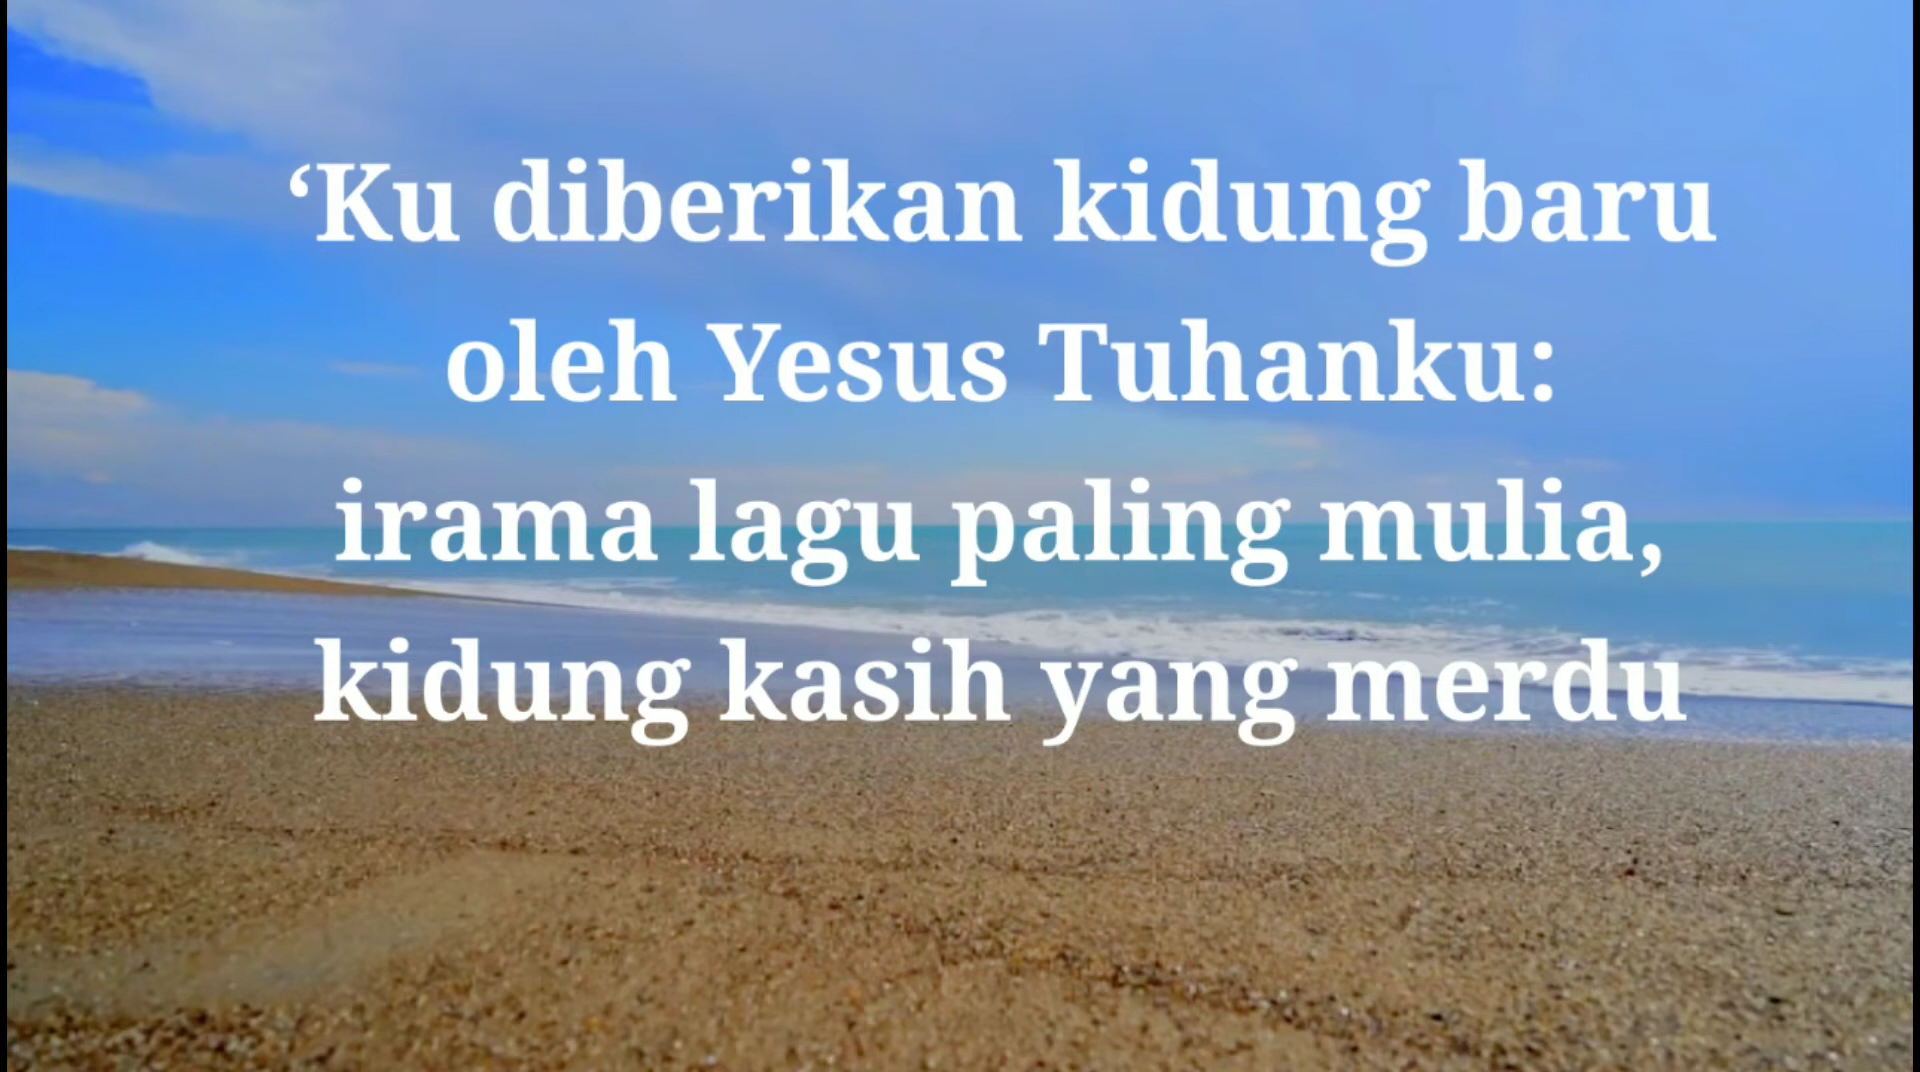 ‘Ku diberikan kidung baru
oleh Yesus Tuhanku:
irama lagu paling mulia,
kidung kasih yang merdu